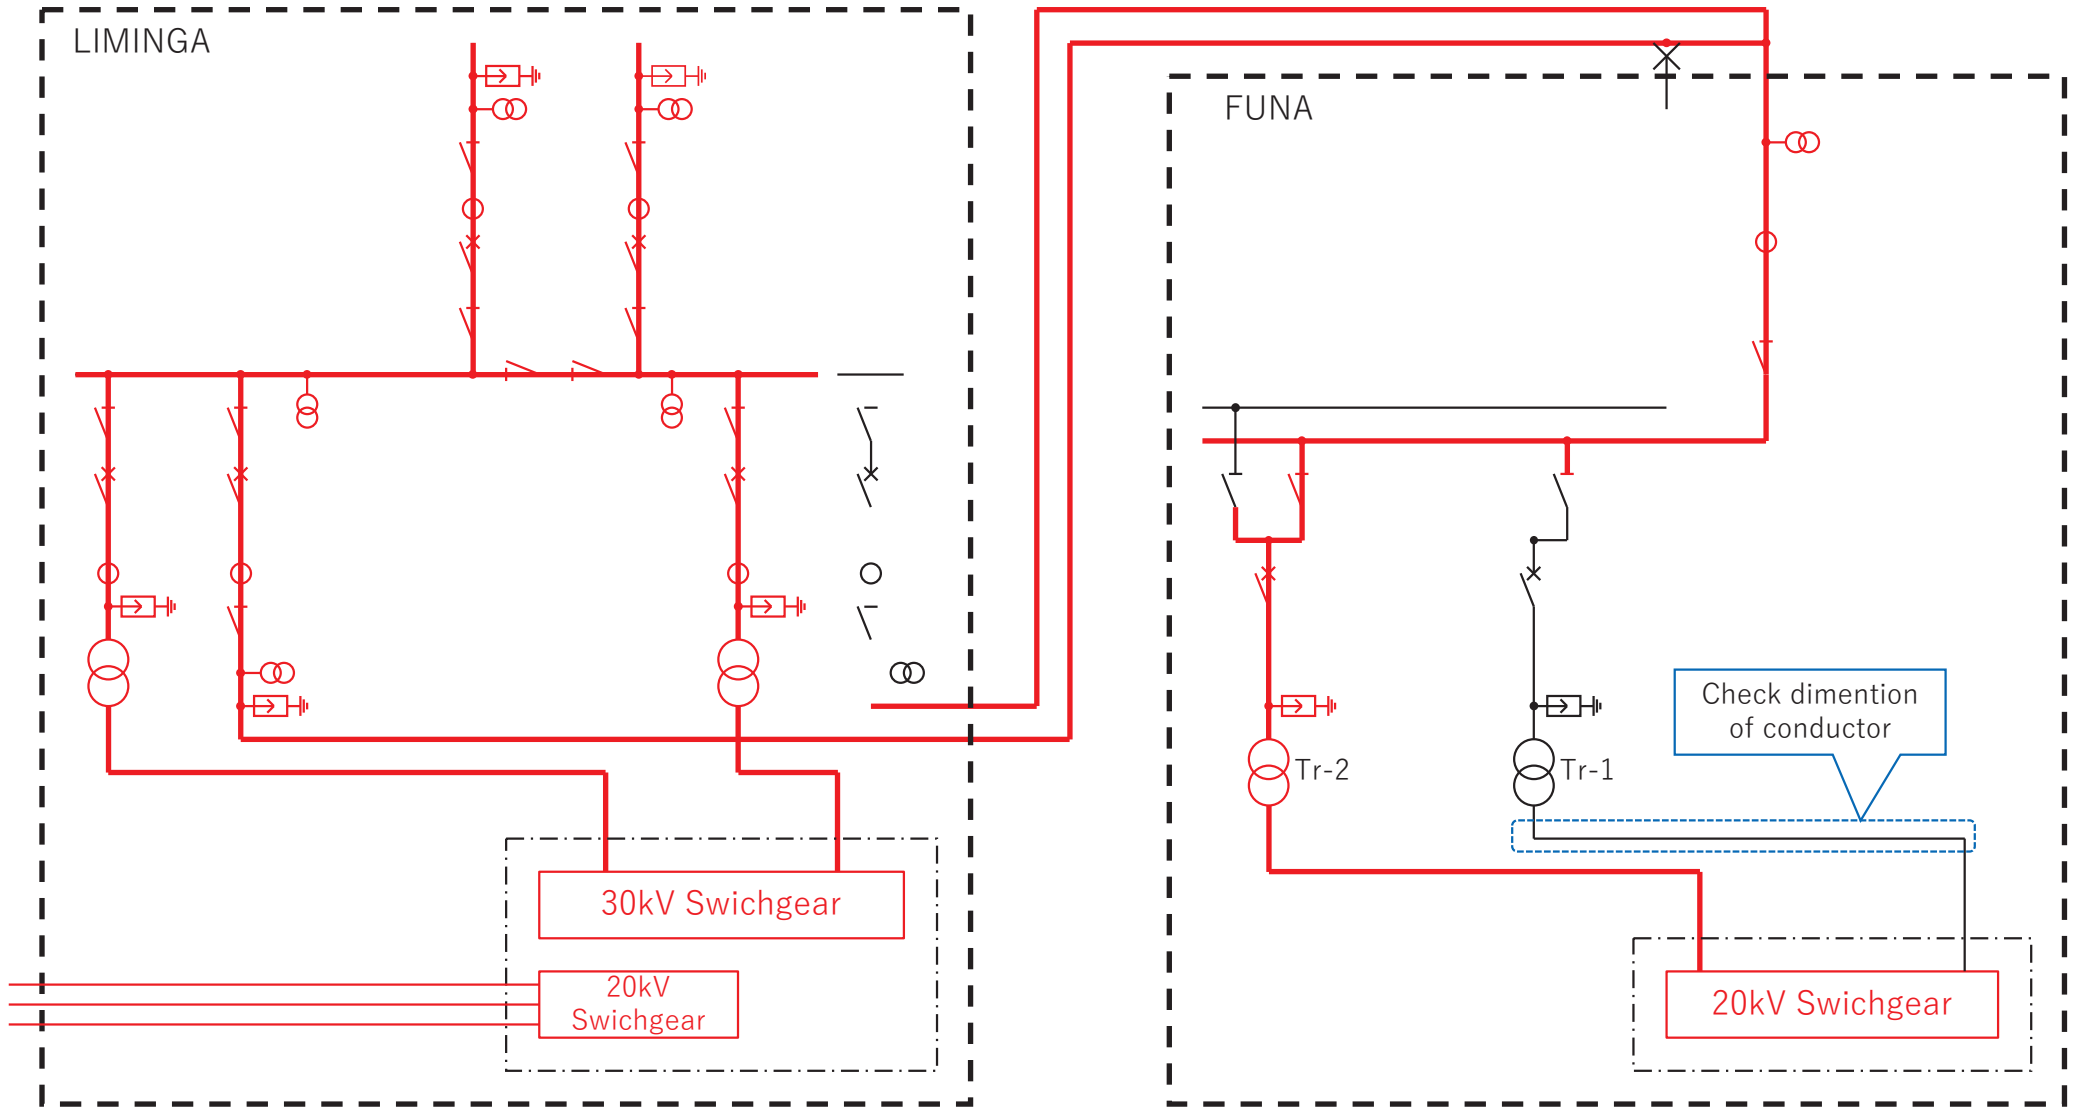 LIMINGA
FUNA
Check dimention
of conductor
Tr-2
Tr-1
30kV Swichgear
20kV
Swichgear
20kV Swichgear